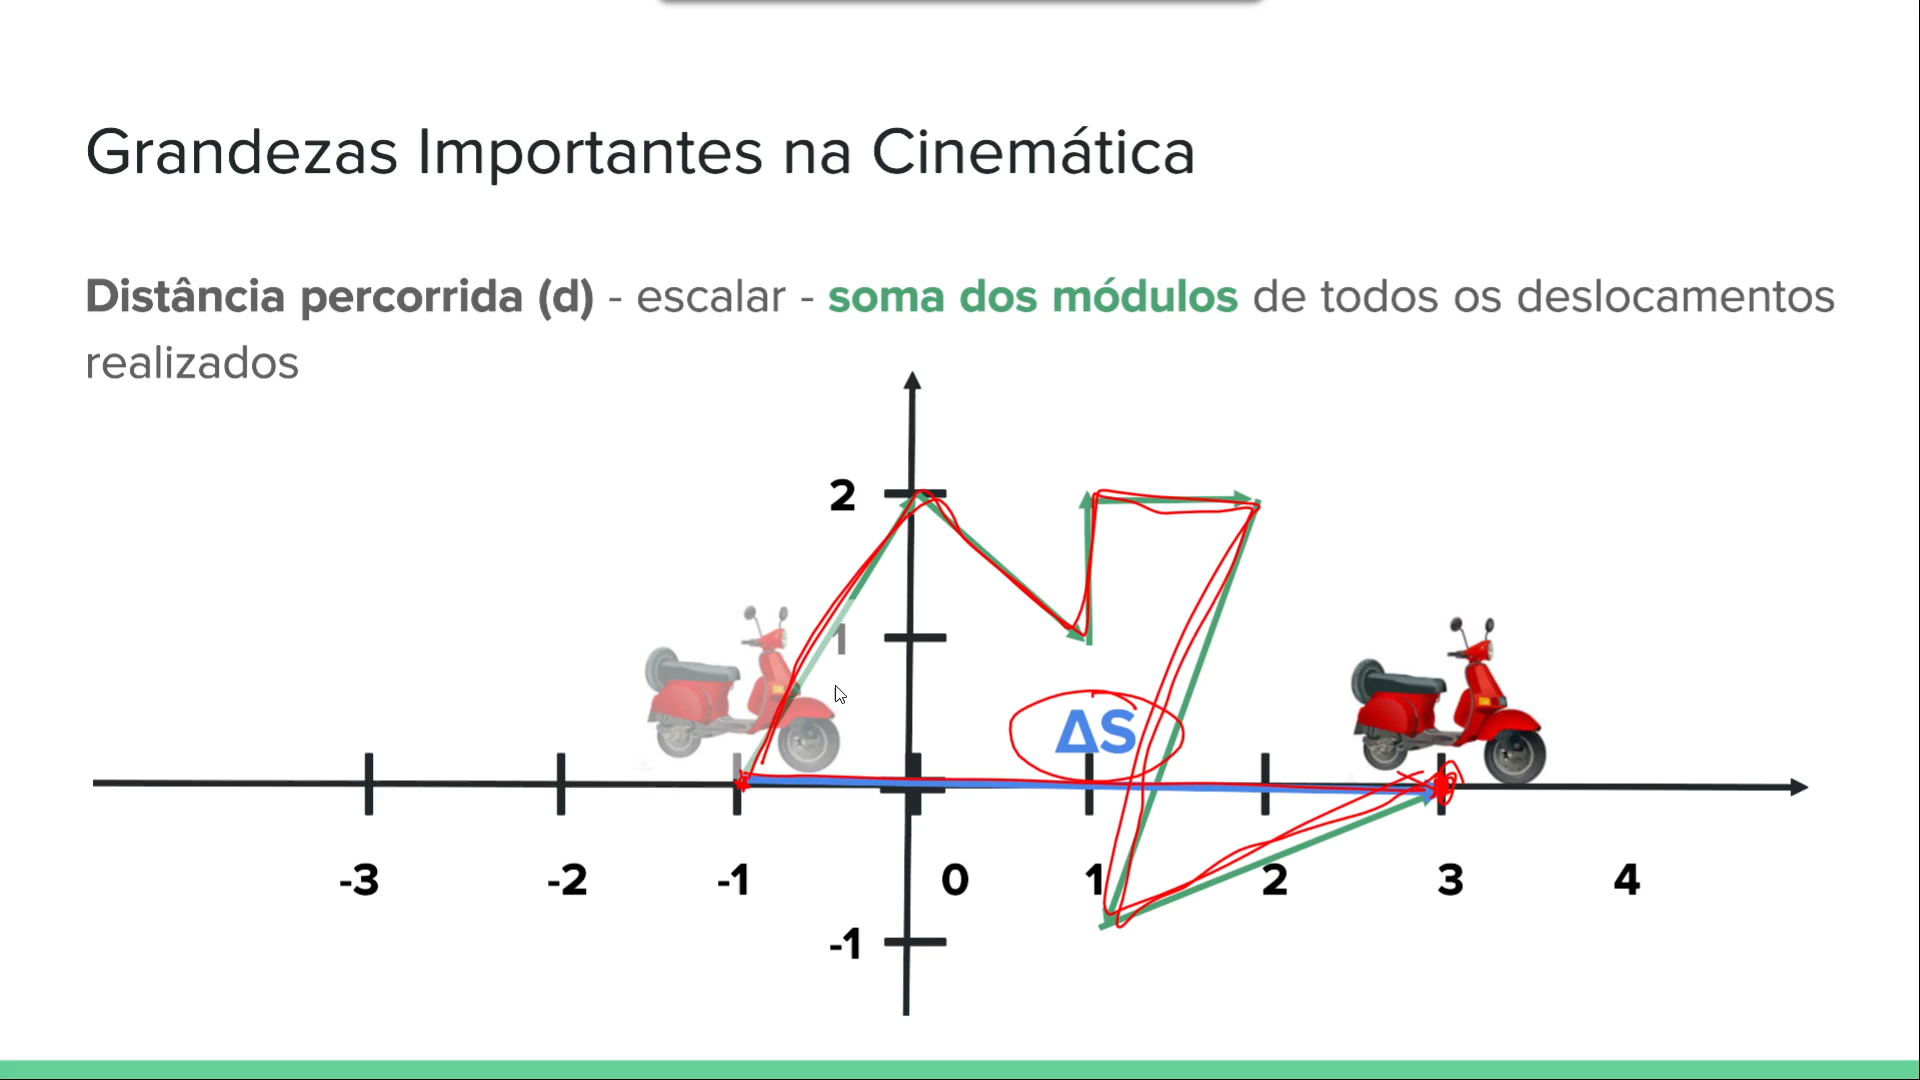 Grandezas Importantes na Cinemática
Distância percorrida (d) - escalar - soma dos módulos de todos os deslocamentos
realizados
2
1
ΔS
-3 -2 -1 0 1 2 3 4
-1